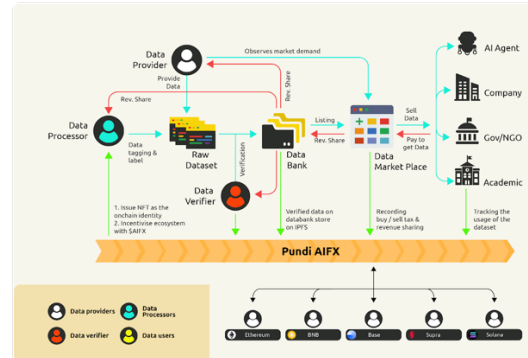 Data
Provider
Observes market demand
AI Agent
Provide
Data
Rev. Share
Rev. Share
Company
Data
Processor
Data
tagging &
label
Raw
Dataset
Verification
Data
Bank
Listing
Rev. Share
Data
Market Place
Sell
Data
Pay to
get Data
Gov/NGO
Data
Verifier
Academic
1. Issue NFT as the
onchain identity
2. Incentivise ecosystem
with $AIFX
Verified data on
databank store
on IPFS
Recording
buy / sell tax &
revenue sharing
Tracking the
usage of the
dataset
Pundi AIFX
Data providers
Data
Processors
Data verifier
Data users
Ethereum
BNB
Base
Supra
Solana